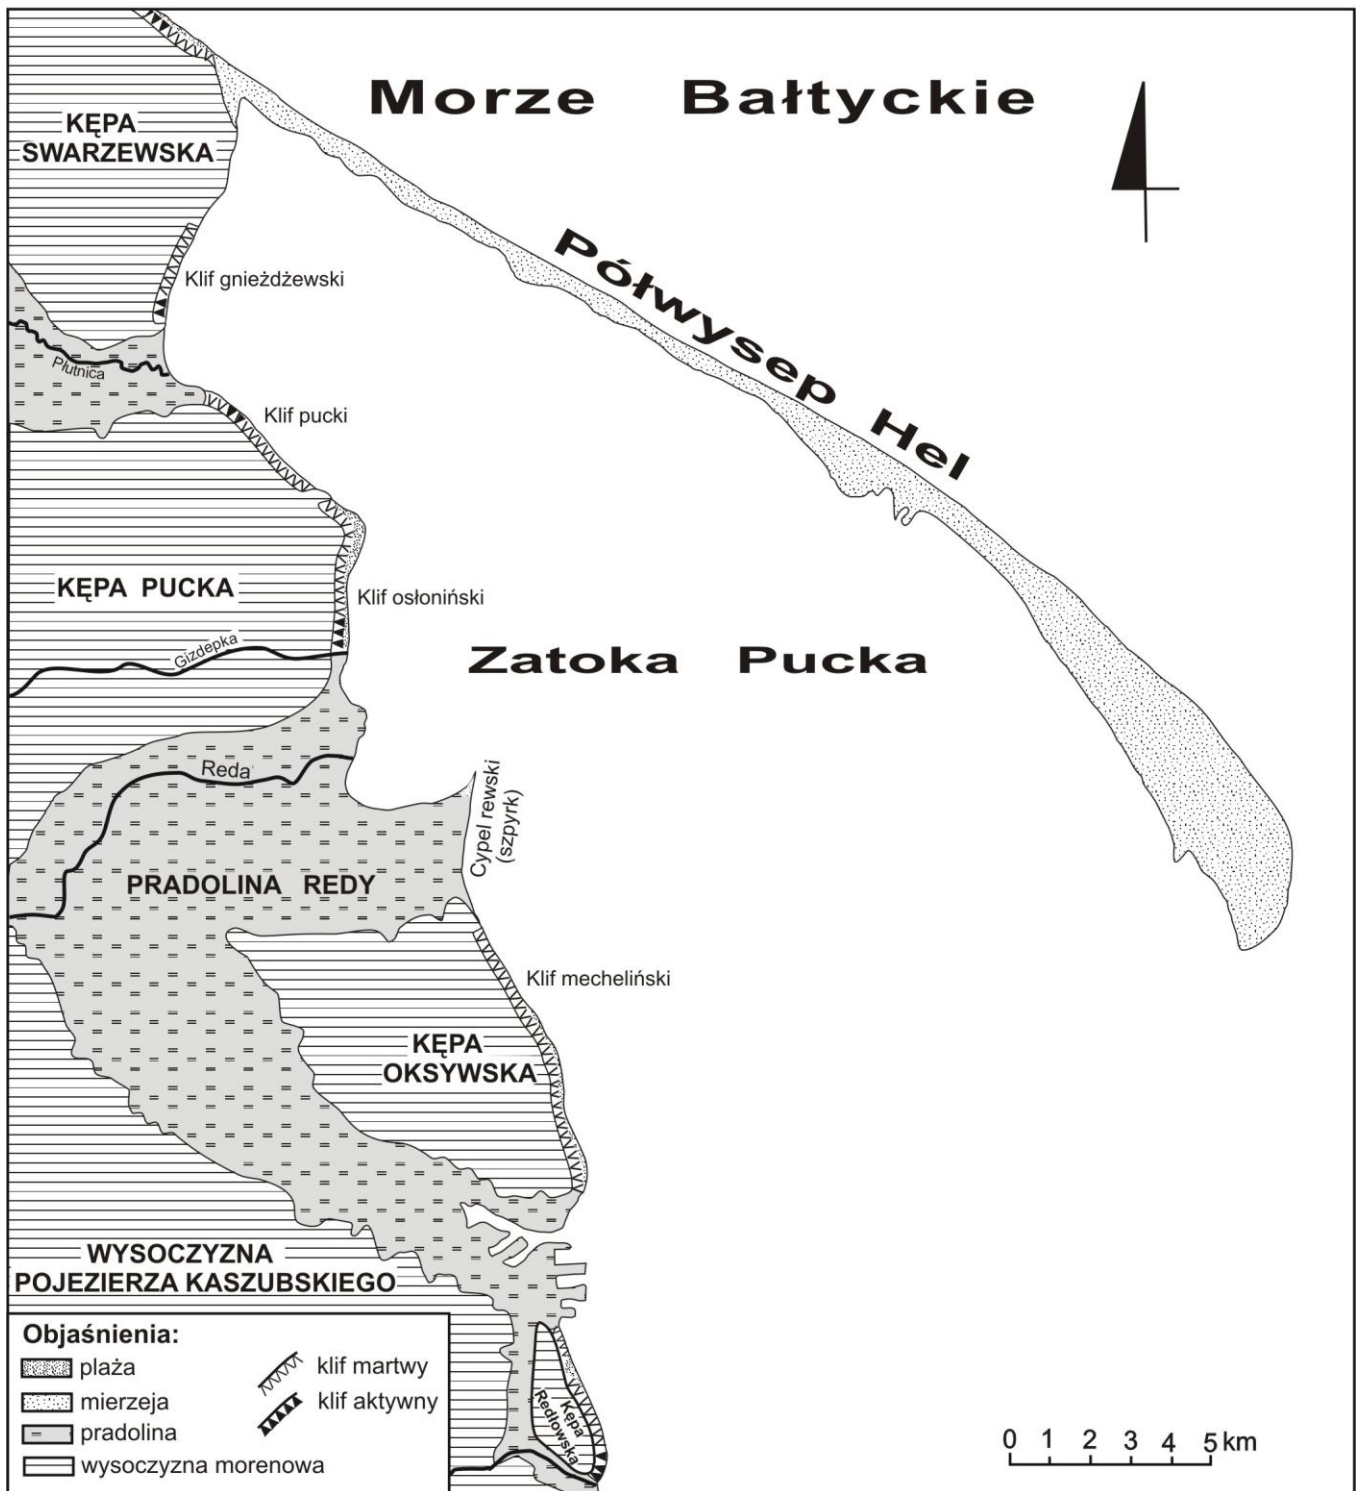 Morze Bałtyckie
KĘPA
SWARZEWSKA
Półwysep Hel
Klif gnieżdżewski
Płutnica
Klif pucki
KĘPA PUCKA
Klif osłoniński
Gizdepka
Zatoka Pucka
Reda
Cypel rewski
(szpyrk)
PRADOLINA REDY
Klif mecheliński
KĘPA
OKSYWSKA
WYSOCZYZNA
POJEZIERZA KASZUBSKIEGO
Kępa
Redłowska
Objaśnienia:
plaża
mierzeja
pradolina
wysoczyzna morenowa
klif martwy
klif aktywny
0 1 2 3 4 5 km